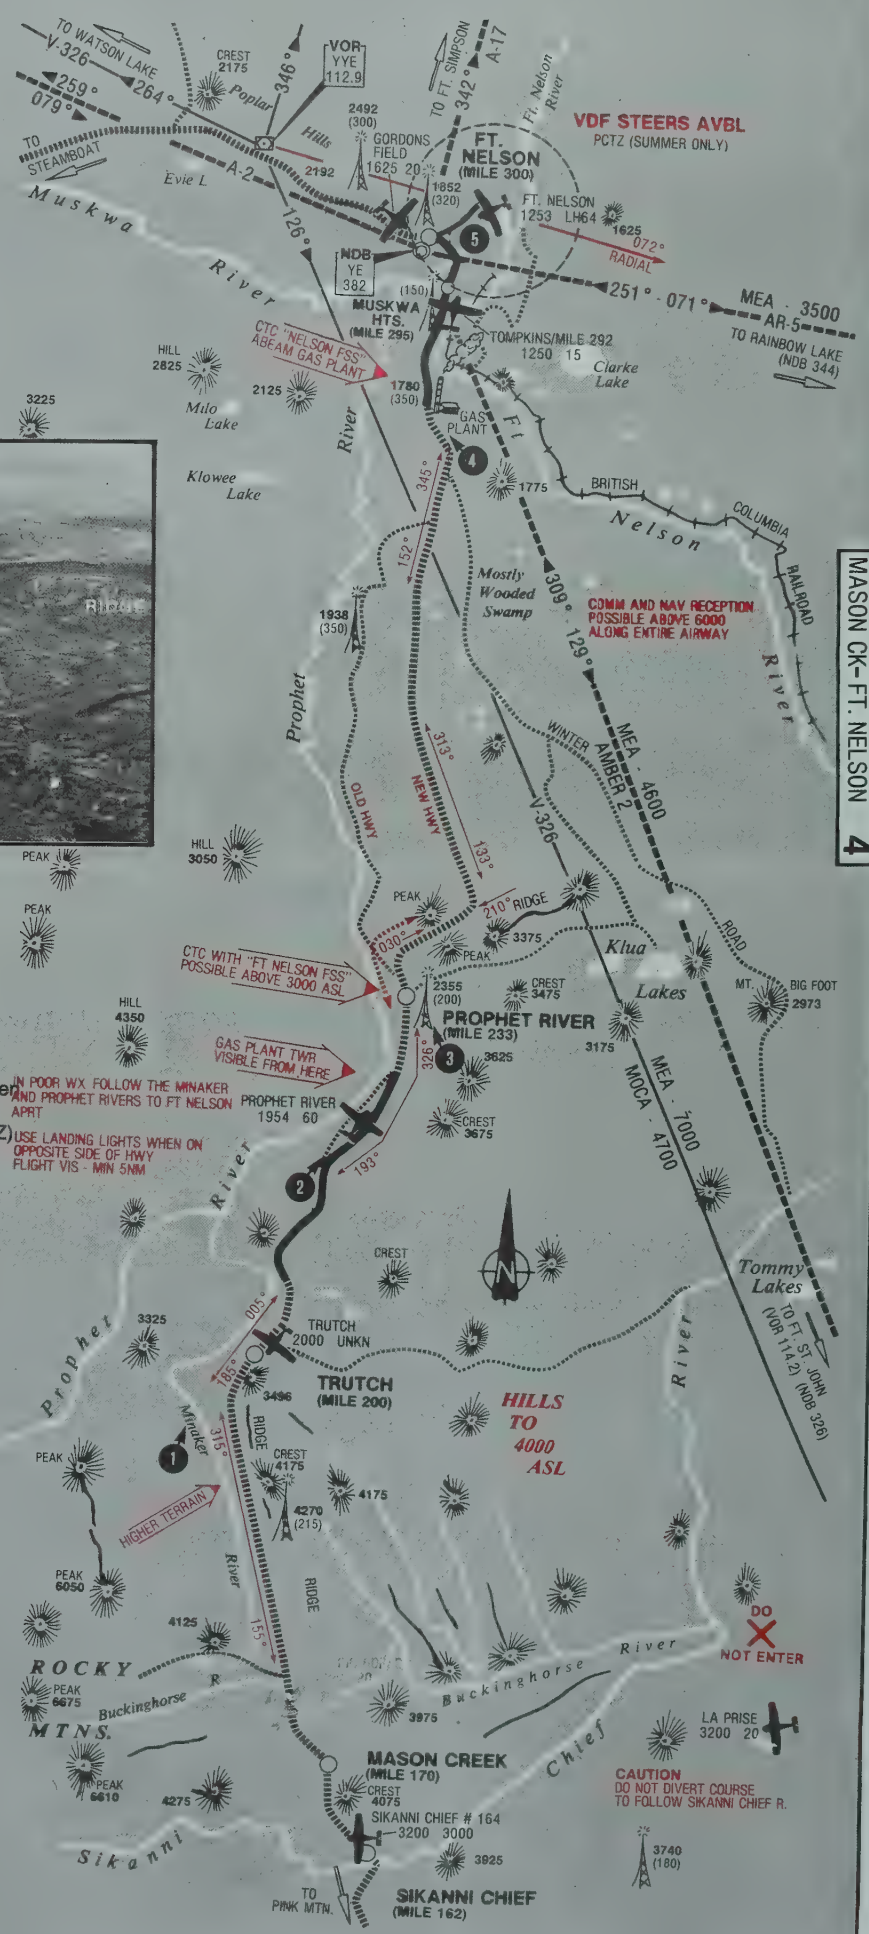 TO WATSON LAKE
V-326
264°
259°
079°
TO
STEAMBOAT
CREST
2175
Poplar
Hills
346°
VOR
YYE
112.9
2492
(300)
GORDONS
FIELD
1625 20
2192
Evie L
A-2
126°
TO FT. SIMPSON
342°
A-17
Ft. Nelson
River
FT.
NELSON
(MILE 300)
1852
(320)
VDF STEERS AVBL
PCTZ (SUMMER ONLY)
FT. NELSON
1253 LH64
1625
072°
RADIAL
5
NDB
YE
382
(150)
MUSKWA
HTS.
(MILE 295)
251° - 071°
MEA - 3500
AR-5
TO RAINBOW LAKE
(NDB 344)
TOMPKINS/MILE 292
1250 15
Clarke
Lake
Muskwa
River
CTC "NELSON FSS"
ABEAM GAS PLANT
HILL
2825
2125
Milo
Lake
3225
Klowee
Lake
River
1780
(350)
GAS
PLANT
4
Ft
Nelson
River
1775
BRITISH
COLUMBIA
RAILROAD
345°
152°
Mostly
Wooded
Swamp
309° - 129°
COMM AND NAV RECEPTION
POSSIBLE ABOVE 6000
ALONG ENTIRE AIRWAY
MASON CK-FT. NELSON 4
RIDGE
1938
(350)
Prophet
313°
133°
OLD HWY
NEW HWY
WINTER
ROAD
AMBER 2
MEA 4600
V-326
PEAK
HILL
3050
PEAK
PEAK
210°
RIDGE
030°
3375
PEAK
Klua
Lakes
CTC WITH "FT NELSON FSS"
POSSIBLE ABOVE 3000 ASL
2355
(200)
CREST
3475
MT. BIG FOOT
2973
HILL
4350
PROPHET RIVER
(MILE 233)
3
3175
GAS PLANT TWR
VISIBLE FROM HERE
326°
3625
MEA - 7000
MOCA - 4700
en
IN POOR WX FOLLOW THE MINAKER
AND PROPHET RIVERS TO FT NELSON
APRT
Z)
USE LANDING LIGHTS WHEN ON
OPPOSITE SIDE OF HWY
FLIGHT VIS - MIN 5NM
PROPHET RIVER
1954 60
CREST
3675
193°
2
River
Prophet
N
CREST
Tommy
Lakes
TO FT. ST. JOHN
(VOR 114.2) (NDB 326)
3325
005°
185°
TRUTCH
2000 UNKN
TRUTCH
(MILE 200)
3496
River
HILLS
TO
4000
ASL
Minaker
River
1
315°
155°
RIDGE
CREST
4175
4175
4270
(215)
RIDGE
PEAK
HIGHER TERRAIN
PEAK
6050
4125
DO
NOT ENTER
ROCKY
MTNS.
PEAK
6675
Buckinghorse
R
Buckinghorse
River
3975
LA PRISE
3200 20
PEAK
6610
4275
MASON CREEK
(MILE 170)
CREST
4075
Sikanni
Chief
CAUTION
DO NOT DIVERT COURSE
TO FOLLOW SIKANNI CHIEF R.
SIKANNI CHIEF # 164
3200 3000
3925
3740
(180)
TO
PINK MTN.
SIKANNI CHIEF
(MILE 162)